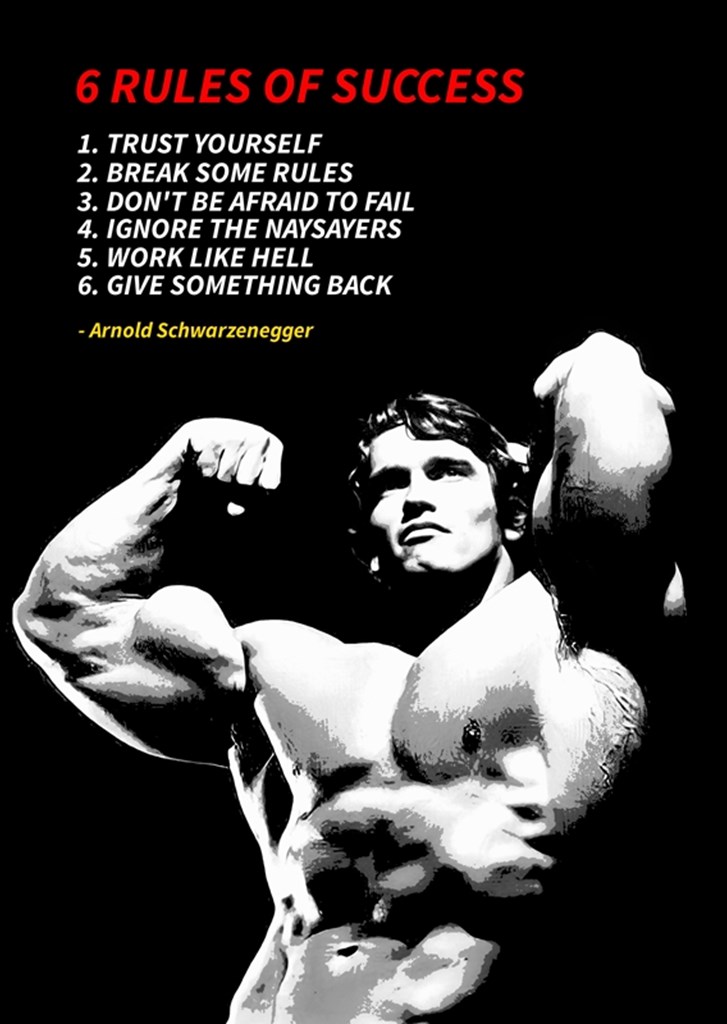 6 RULES OF SUCCESS
1. TRUST YOURSELF
2. BREAK SOME RULES
3. DON'T BE AFRAID TO FAIL
4. IGNORE THE NAYSAYERS
5. WORK LIKE HELL
6. GIVE SOMETHING BACK
- Arnold Schwarzenegger